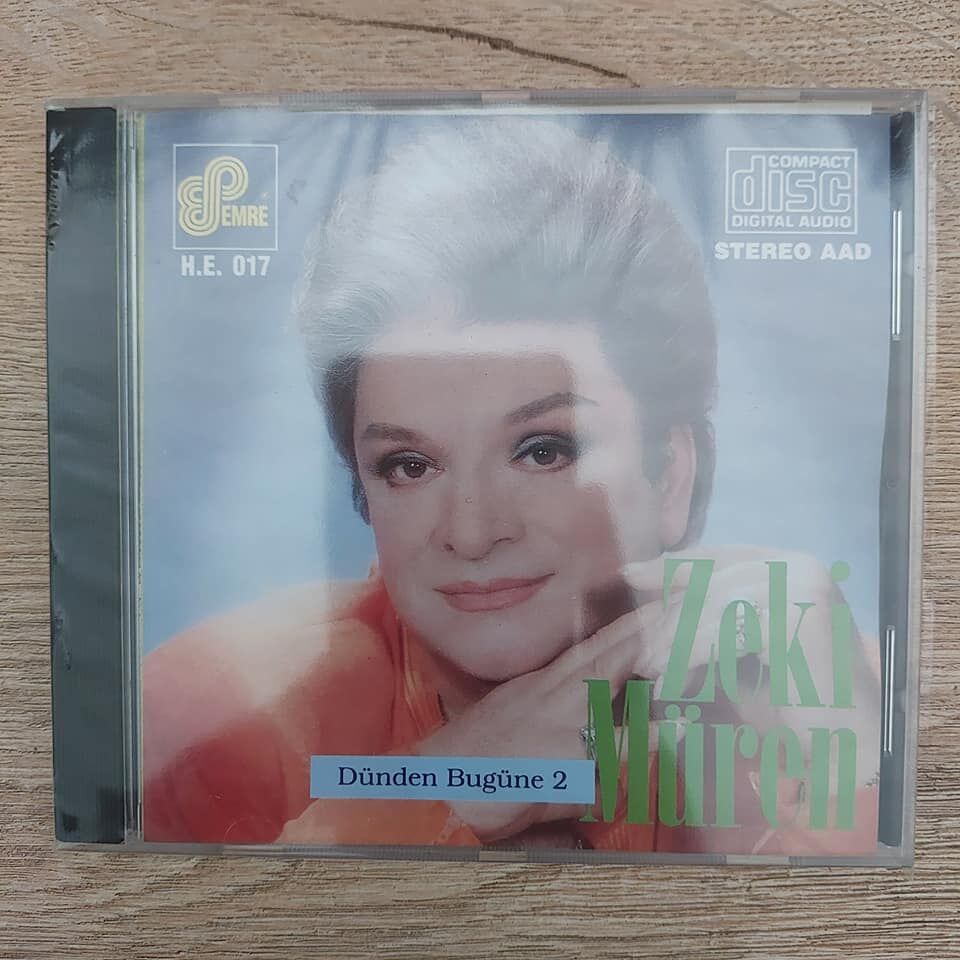 EMRE
H.E. 017
COMPACT
disc
DIGITAL AUDIO
STEREO AAD
Zeki
Müren
Dünden Bugüne 2